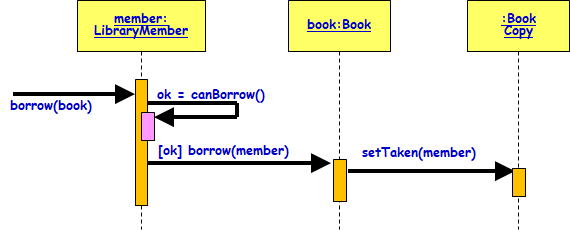 member:
LibraryMember
book:Book
:Book
Copy
borrow(book)
ok = canBorrow()
[ok] borrow(member)
setTaken(member)